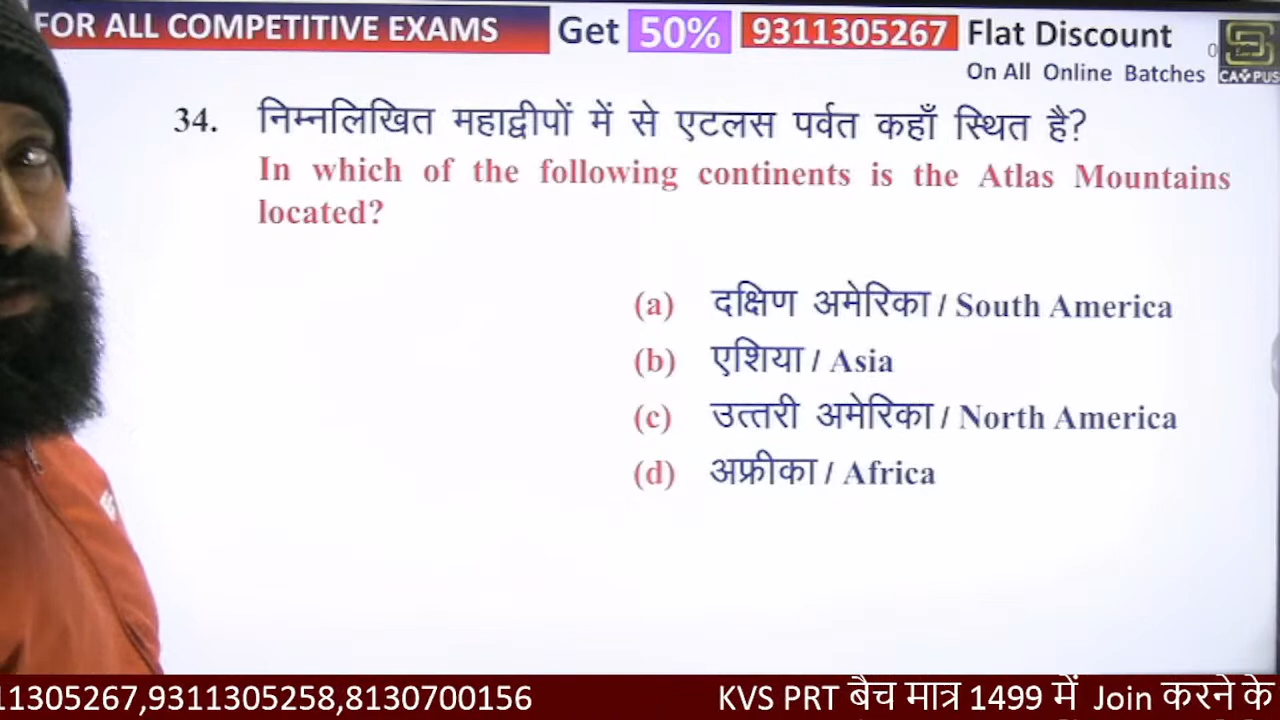 FOR ALL COMPETITIVE EXAMS Get 50% 9311305267 Flat Discount
On All Online Batches
CAMPUS
34. निम्नलिखित महाद्वीपों में से एटलस पर्वत कहाँ स्थित है?
In which of the following continents is the Atlas Mountains
located?
(a) दक्षिण अमेरिका / South America
(b) एशिया / Asia
(c) उत्तरी अमेरिका / North America
(d) अफ्रीका / Africa
11305267,9311305258,8130700156 KVS PRT बैच मात्र 1499 में Join करने के